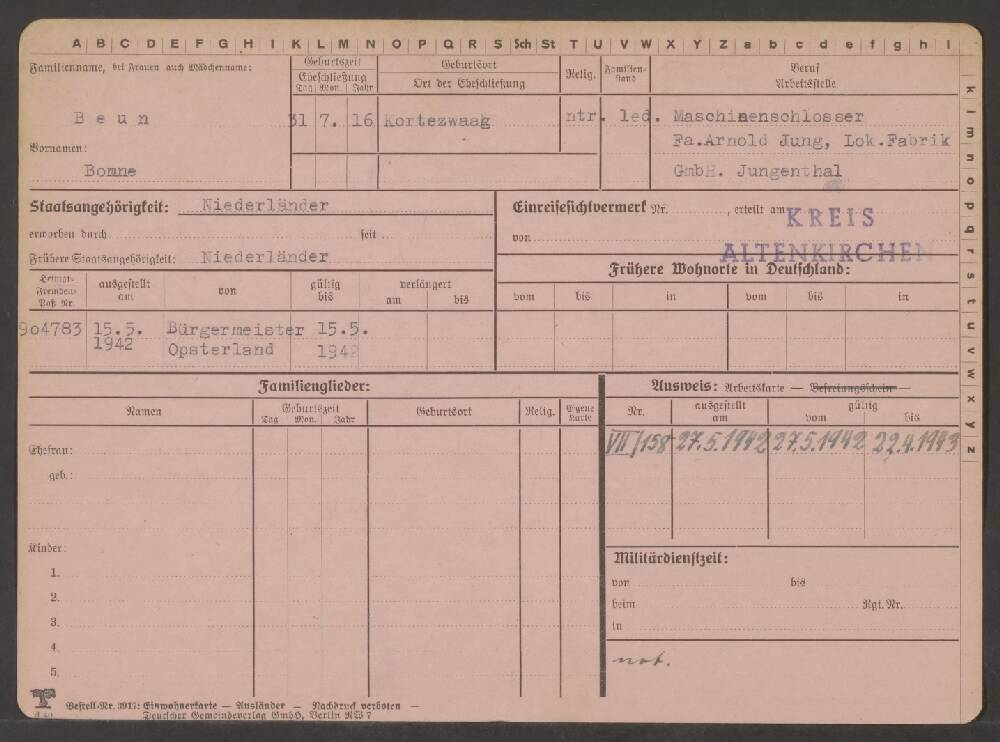 A B C D E F G H I K L M N O P Q R S Sch St T U V W X Y Z a b c d e f g h i
k l m n o p q r s t u v w x y z
Familienname, bei Frauen auch Mädchenname:
Geburtszeit
Eheschließung
Tag Mon. Jahr
Geburtsort
Ort der Eheschließung
Relig.
Familien-
stand
Beruf
Arbeitsstelle
Beun
31 7. 16 Kortezwaag
ntr. led. Maschinenschlosser
Fa.Arnold Jung, Lok.Fabrik
GmbH. Jungenthal
Vornamen:
Bomne
Staatsangehörigkeit: Niederländer
erworben durch seit
Frühere Staatsangehörigkeit: Niederländer
Einreisesichtvermerk Nr. , erteilt am
von
KREIS
ALTENKIRCHEN
Frühere Wohnorte in Deutschland:
vom bis in vom bis in
Heimat-
Fremden-
Paß Nr.
ausgestellt
am
von
gültig
bis
verlängert
am bis
9o4783 15.5. Bürgermeister 15.5.
1942 Opsterland 194
Familienglieder:
Namen
Geburtszeit
Tag Mon. Jahr
Geburtsort
Relig.
Eigene
Karte
Ehefrau:
geb.:
Kinder:
1.
2.
3.
4.
5.
Ausweis: Arbeitskarte — Befreiungsschein —
Nr.
ausgestellt
am
gültig
vom bis
VIII/158 27.5.1942 27.5.1942 22.4.1943
Militärdienstzeit:
von bis
beim Rgt. Nr.
in
not.
Bestell-Nr. 3917: Einwohnerkarte — Ausländer — Nachdruck verboten —
Deutscher Gemeindeverlag GmbH, Berlin NW 7